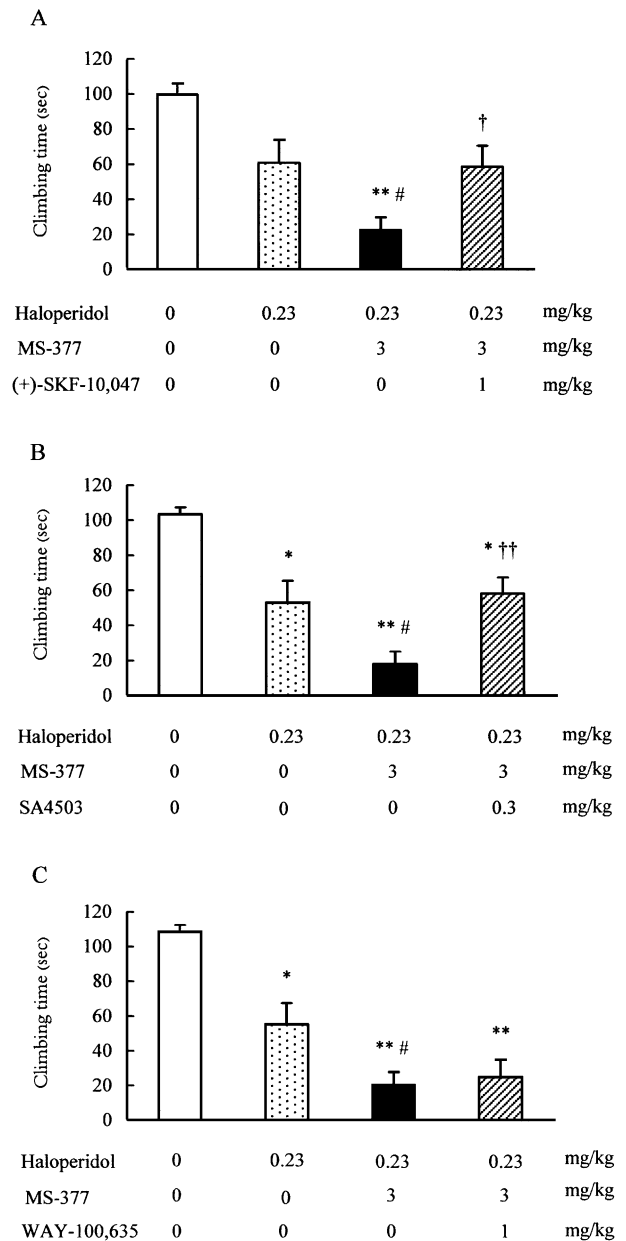 A
120
100
80
60
40
20
0
Climbing time (sec)
** #
†
Haloperidol 0 0.23 0.23 0.23 mg/kg
MS-377 0 0 3 3 mg/kg
(+)-SKF-10,047 0 0 0 1 mg/kg
B
120
100
80
60
40
20
0
Climbing time (sec)
*
** #
* ††
Haloperidol 0 0.23 0.23 0.23 mg/kg
MS-377 0 0 3 3 mg/kg
SA4503 0 0 0 0.3 mg/kg
C
120
100
80
60
40
20
0
Climbing time (sec)
*
** #
**
Haloperidol 0 0.23 0.23 0.23 mg/kg
MS-377 0 0 3 3 mg/kg
WAY-100,635 0 0 0 1 mg/kg